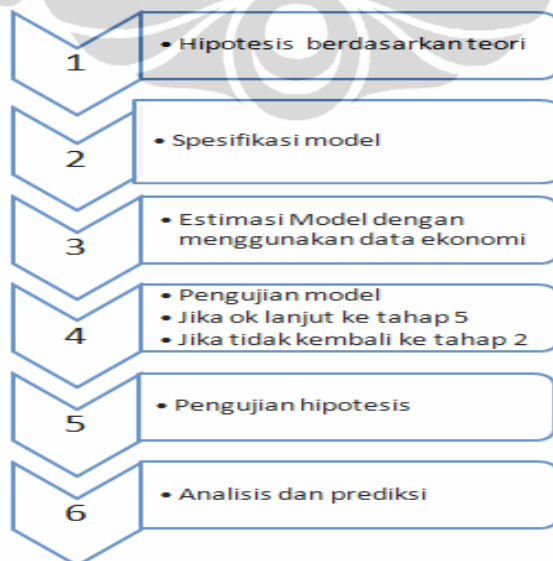 1
• Hipotesis berdasarkan teori
2
• Spesifikasi model
3
• Estimasi Model dengan
menggunakan data ekonomi
4
• Pengujian model
• Jika ok lanjut ke tahap 5
• Jika tidak kembali ke tahap 2
5
• Pengujian hipotesis
6
• Analisis dan prediksi